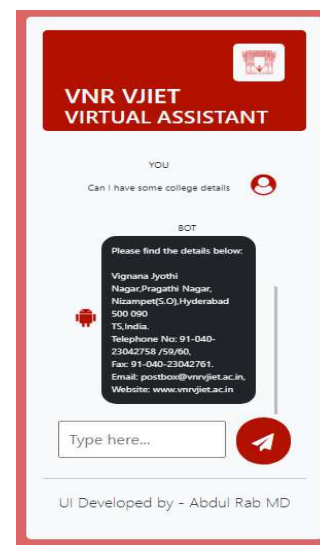 VNR VJIET
VIRTUAL ASSISTANT
YOU
Can I have some college details
BOT
Please find the details below:
Vignana Jyothi
Nagar,Pragathi Nagar,
Nizampet(S.O),Hyderabad
500 090
TS,India.
Telephone No: 91-040-
23042758 /59/60,
Fax: 91-040-23042761.
Email: postbox@vnrvjiet.ac.in,
Website: www.vnrvjiet.ac.in
Type here...
UI Developed by - Abdul Rab MD